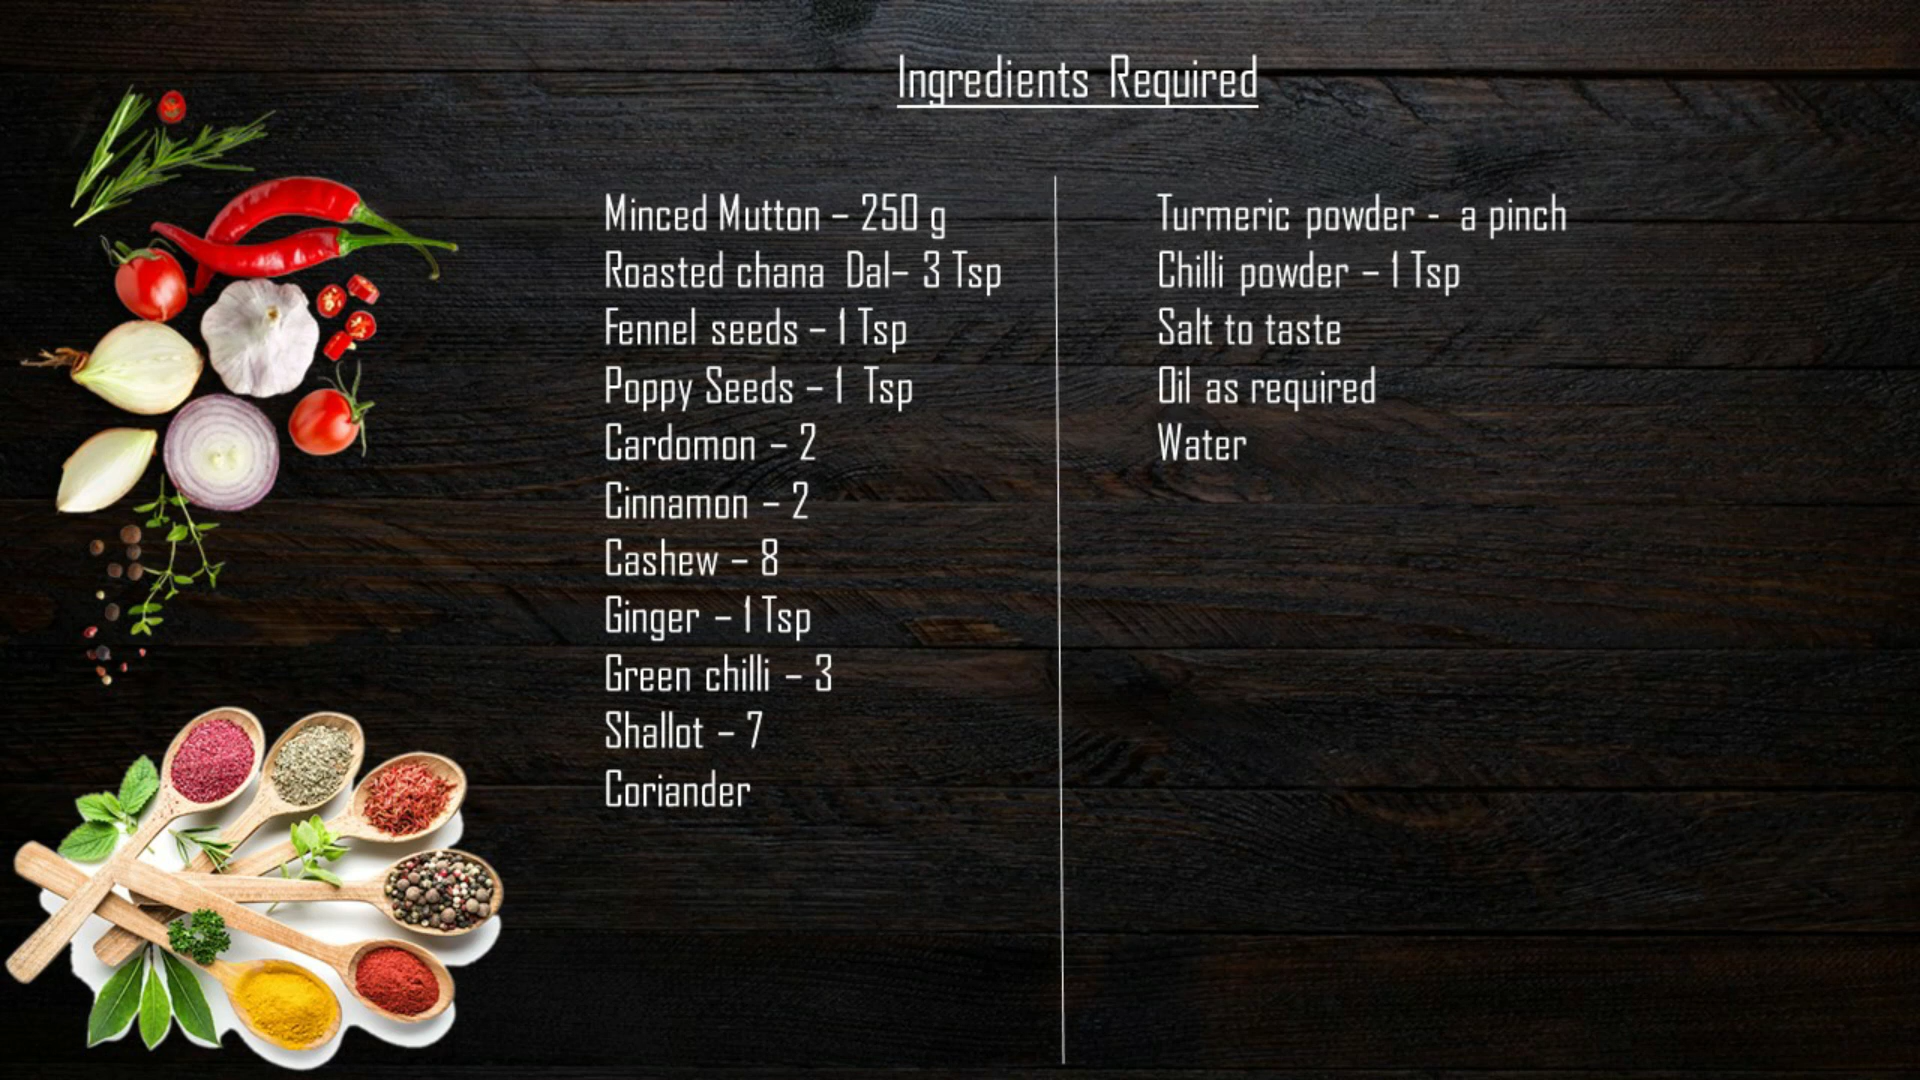 Ingredients Required
Minced Mutton – 250 g
Roasted chana Dal– 3 Tsp
Fennel seeds – 1 Tsp
Poppy Seeds – 1 Tsp
Cardomon – 2
Cinnamon – 2
Cashew – 8
Ginger – 1 Tsp
Green chilli – 3
Shallot – 7
Coriander
Turmeric powder - a pinch
Chilli powder – 1 Tsp
Salt to taste
Oil as required
Water